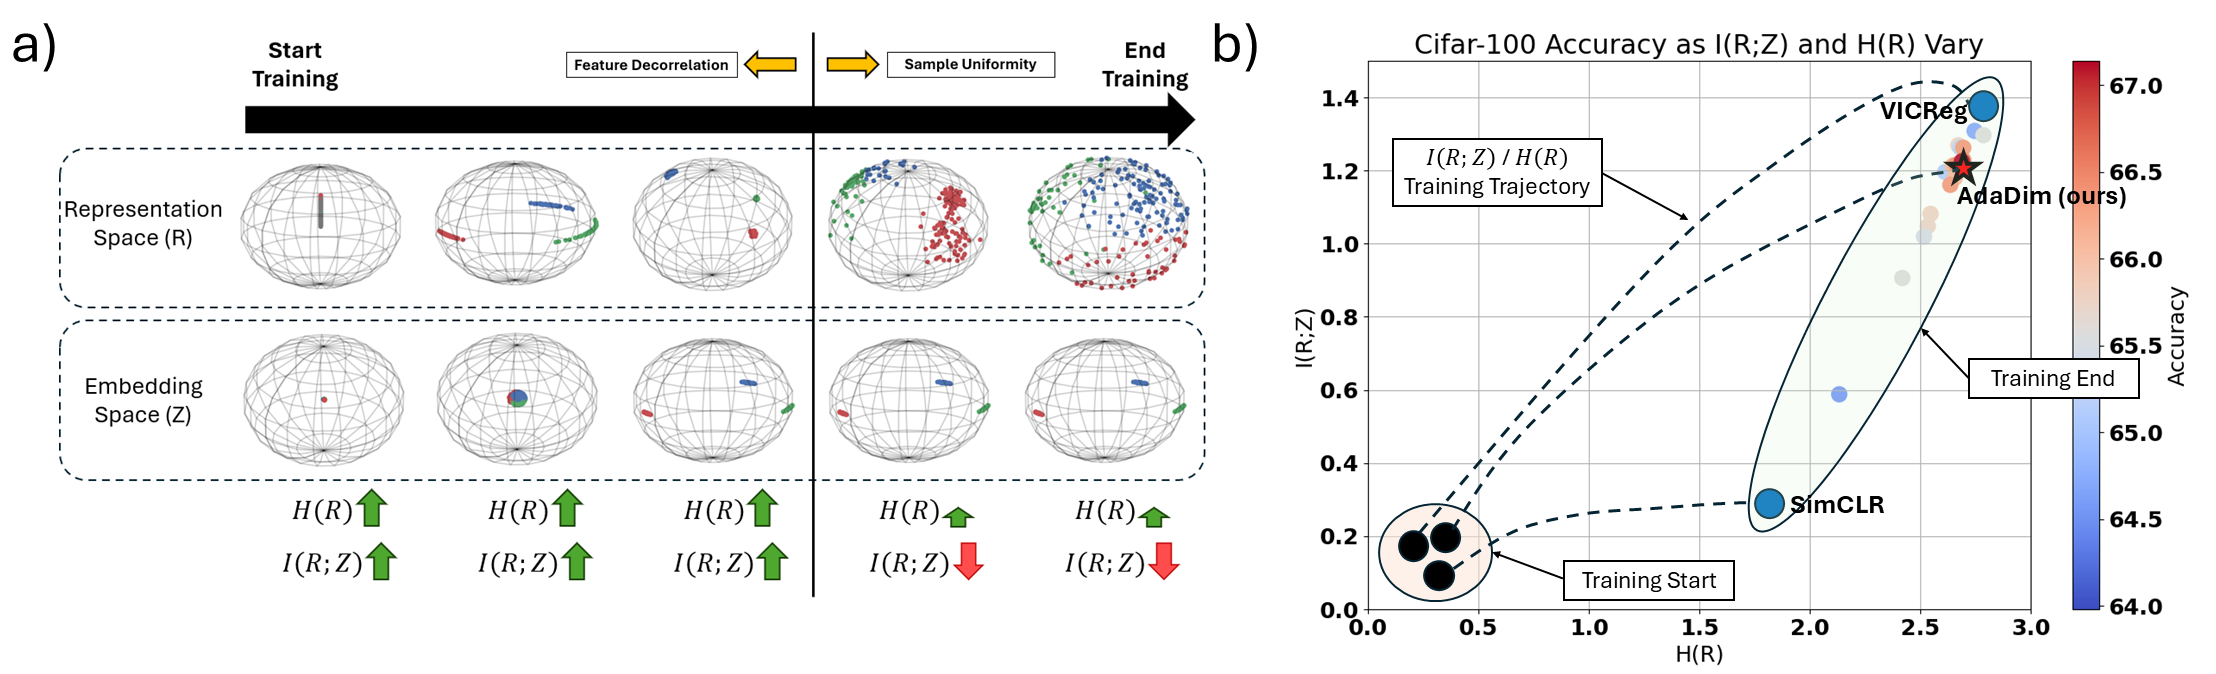 a)
Start
Training
Feature Decorrelation
Sample Uniformity
End
Training
Representation
Space (R)
Embedding
Space (Z)
H(R)
H(R)
H(R)
H(R)
H(R)
I(R; Z)
I(R; Z)
I(R; Z)
I(R; Z)
I(R; Z)
b)
Cifar-100 Accuracy as I(R;Z) and H(R) Vary
I(R; Z) / H(R)
Training Trajectory
VICReg
AdaDim (ours)
Training End
SimCLR
Training Start
I(R;Z)
1.4
1.2
1.0
0.8
0.6
0.4
0.2
0.0
0.0
0.5
1.0
1.5
2.0
2.5
3.0
H(R)
67.0
66.5
66.0
65.5
65.0
64.5
64.0
Accuracy